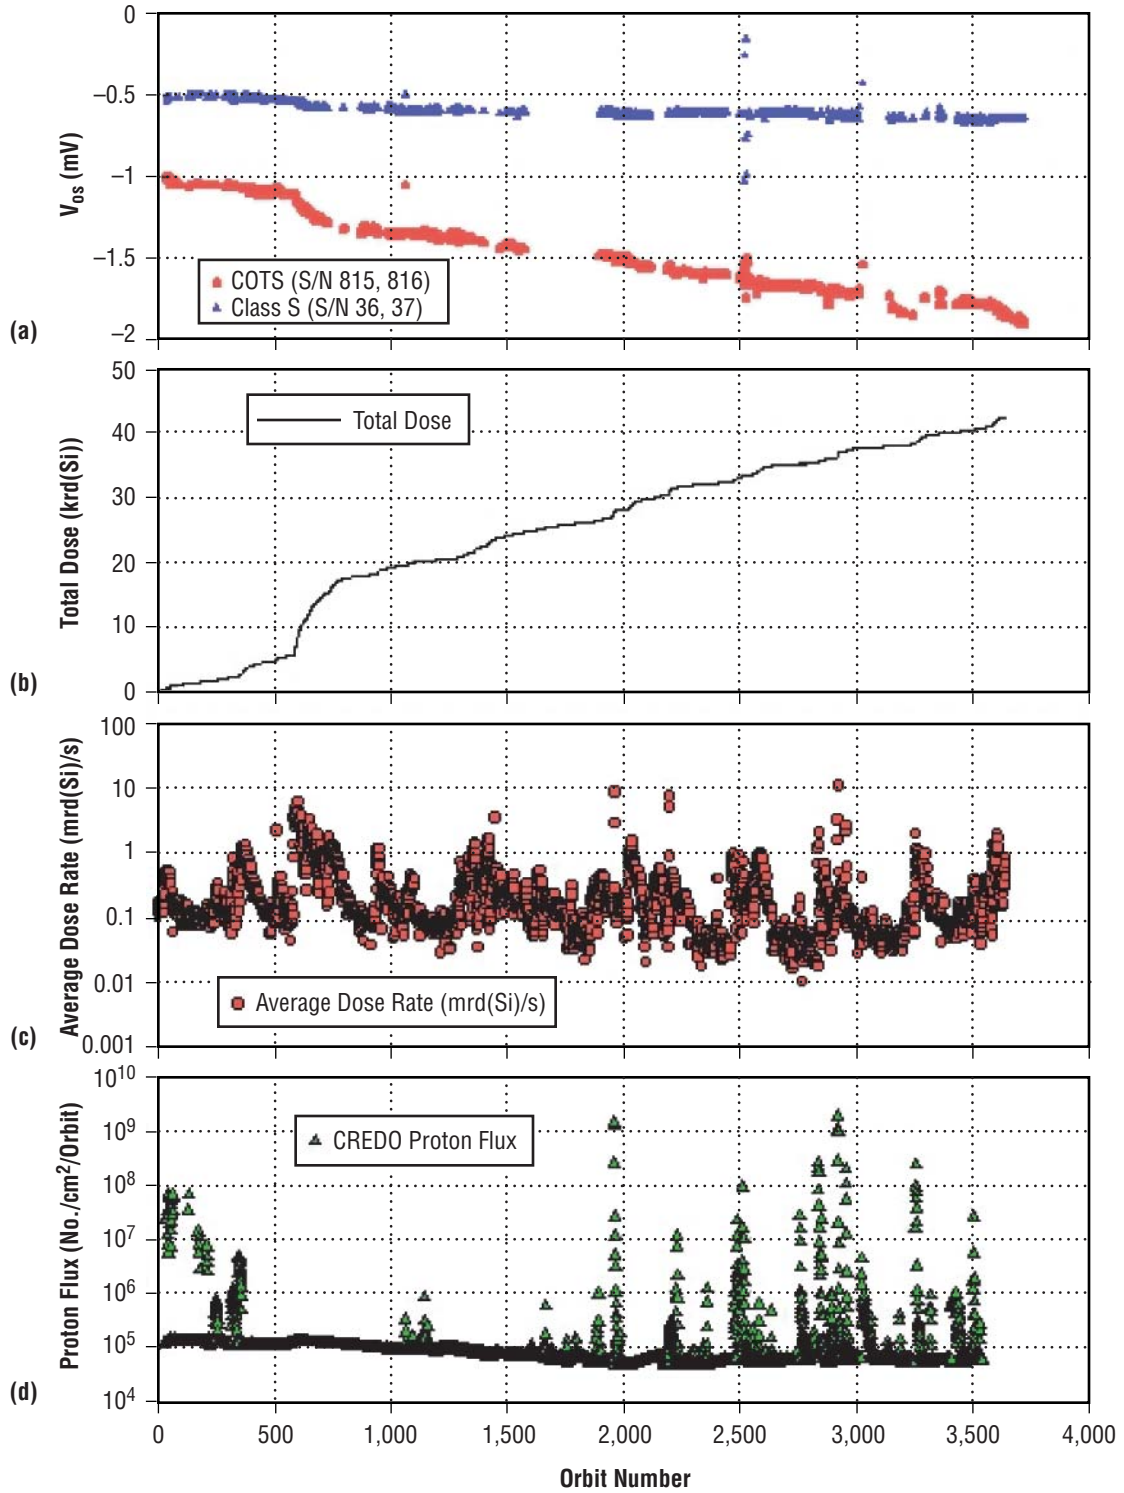 0
−0.5
−1
−1.5
−2
V0s (mV)
COTS (S/N 815, 816)
Class S (S/N 36, 37)
(a)
50
40
30
20
10
0
Total Dose (krd(Si))
Total Dose
(b)
100
10
1
0.1
0.01
0.001
Average Dose Rate (mrd(Si)/s)
Average Dose Rate (mrd(Si)/s)
(c)
10¹⁰
10⁹
10⁸
10⁷
10⁶
10⁵
10⁴
Proton Flux (No./cm²/Orbit)
CREDO Proton Flux
(d)
0 500 1,000 1,500 2,000 2,500 3,000 3,500 4,000
Orbit Number